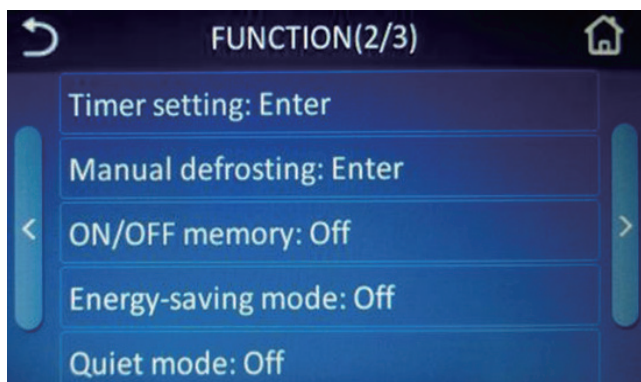 FUNCTION(2/3)
Timer setting: Enter
Manual defrosting: Enter
ON/OFF memory: Off
Energy-saving mode: Off
Quiet mode: Off